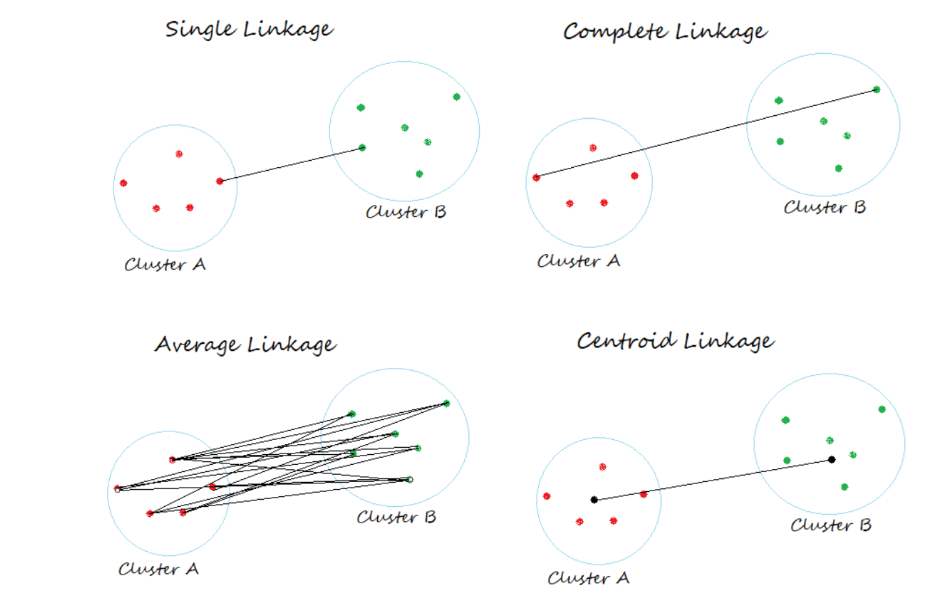 Single Linkage
Complete Linkage
Cluster B
Cluster B
Cluster A
Cluster A
Average Linkage
Centroid Linkage
Cluster B
Cluster B
Cluster A
Cluster A